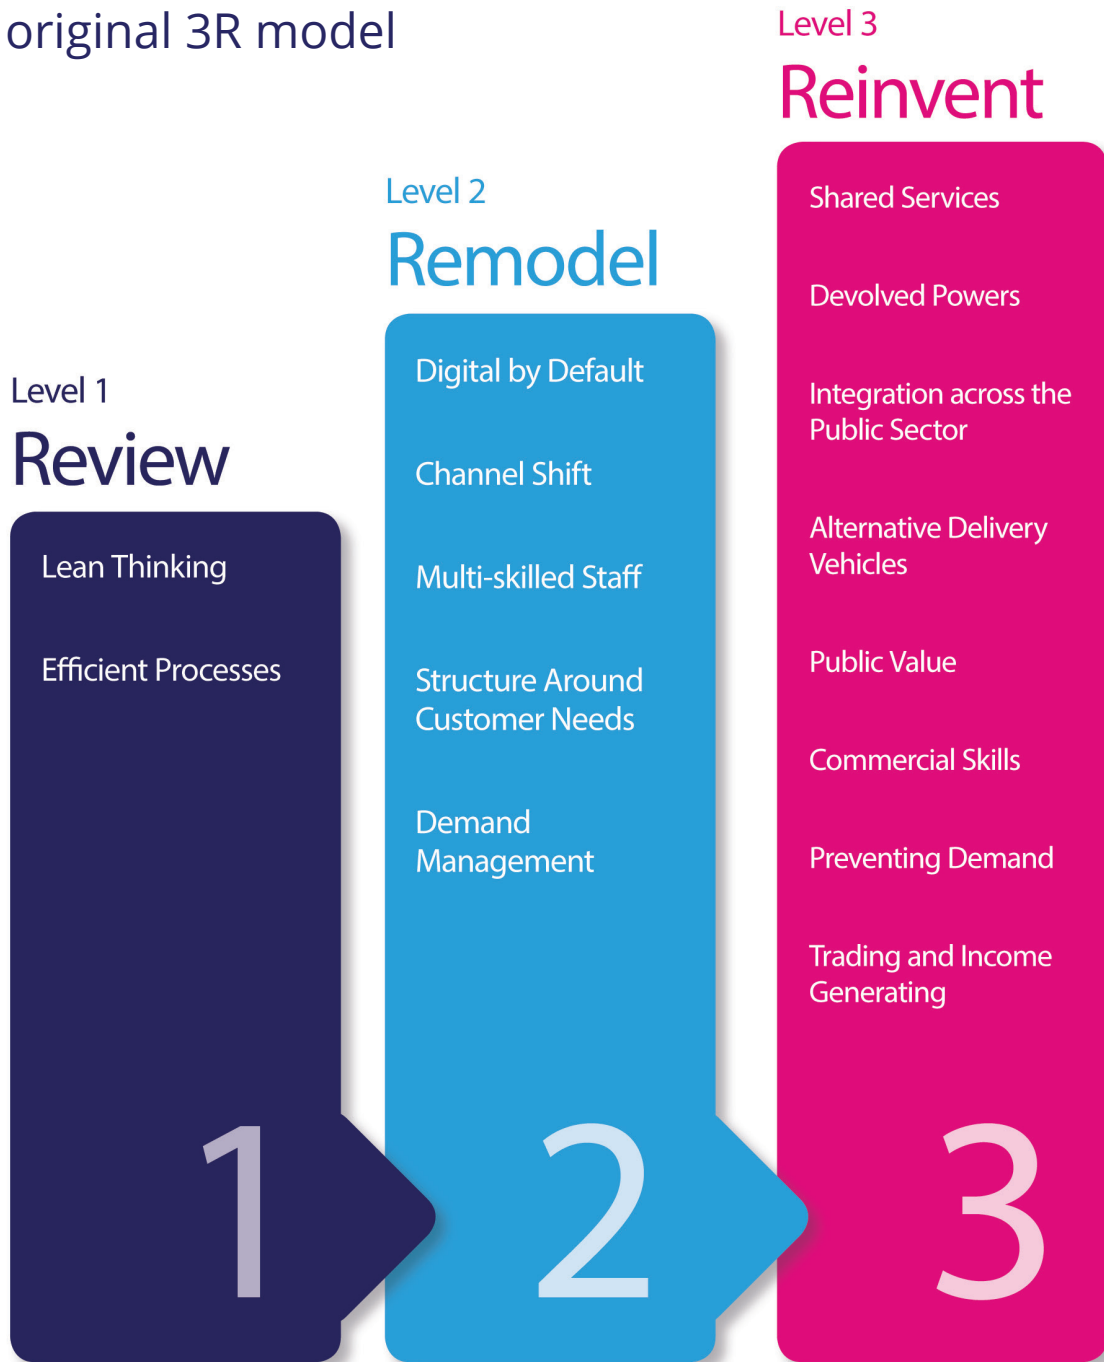 original 3R model
Level 1
Review
Lean Thinking
Efficient Processes
1
Level 2
Remodel
Digital by Default
Channel Shift
Multi-skilled Staff
Structure Around
Customer Needs
Demand
Management
2
Level 3
Reinvent
Shared Services
Devolved Powers
Integration across the
Public Sector
Alternative Delivery
Vehicles
Public Value
Commercial Skills
Preventing Demand
Trading and Income
Generating
3